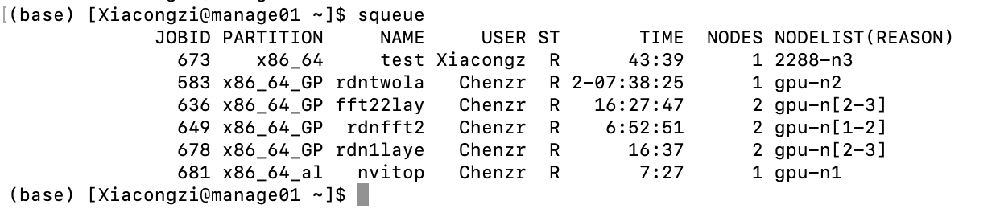 [(base) [Xiacongzi@manage01 ~]$ squeue
JOBID PARTITION NAME USER ST TIME NODES NODELIST(REASON)
673 x86_64 test Xiacongz R 43:39 1 2288-n3
583 x86_64_GP rdntwola Chenzr R 2-07:38:25 1 gpu-n2
636 x86_64_GP fft22lay Chenzr R 16:27:47 2 gpu-n[2-3]
649 x86_64_GP rdnfft2 Chenzr R 6:52:51 2 gpu-n[1-2]
678 x86_64_GP rdn1laye Chenzr R 16:37 2 gpu-n[2-3]
681 x86_64_al nvitop Chenzr R 7:27 1 gpu-n1
(base) [Xiacongzi@manage01 ~]$